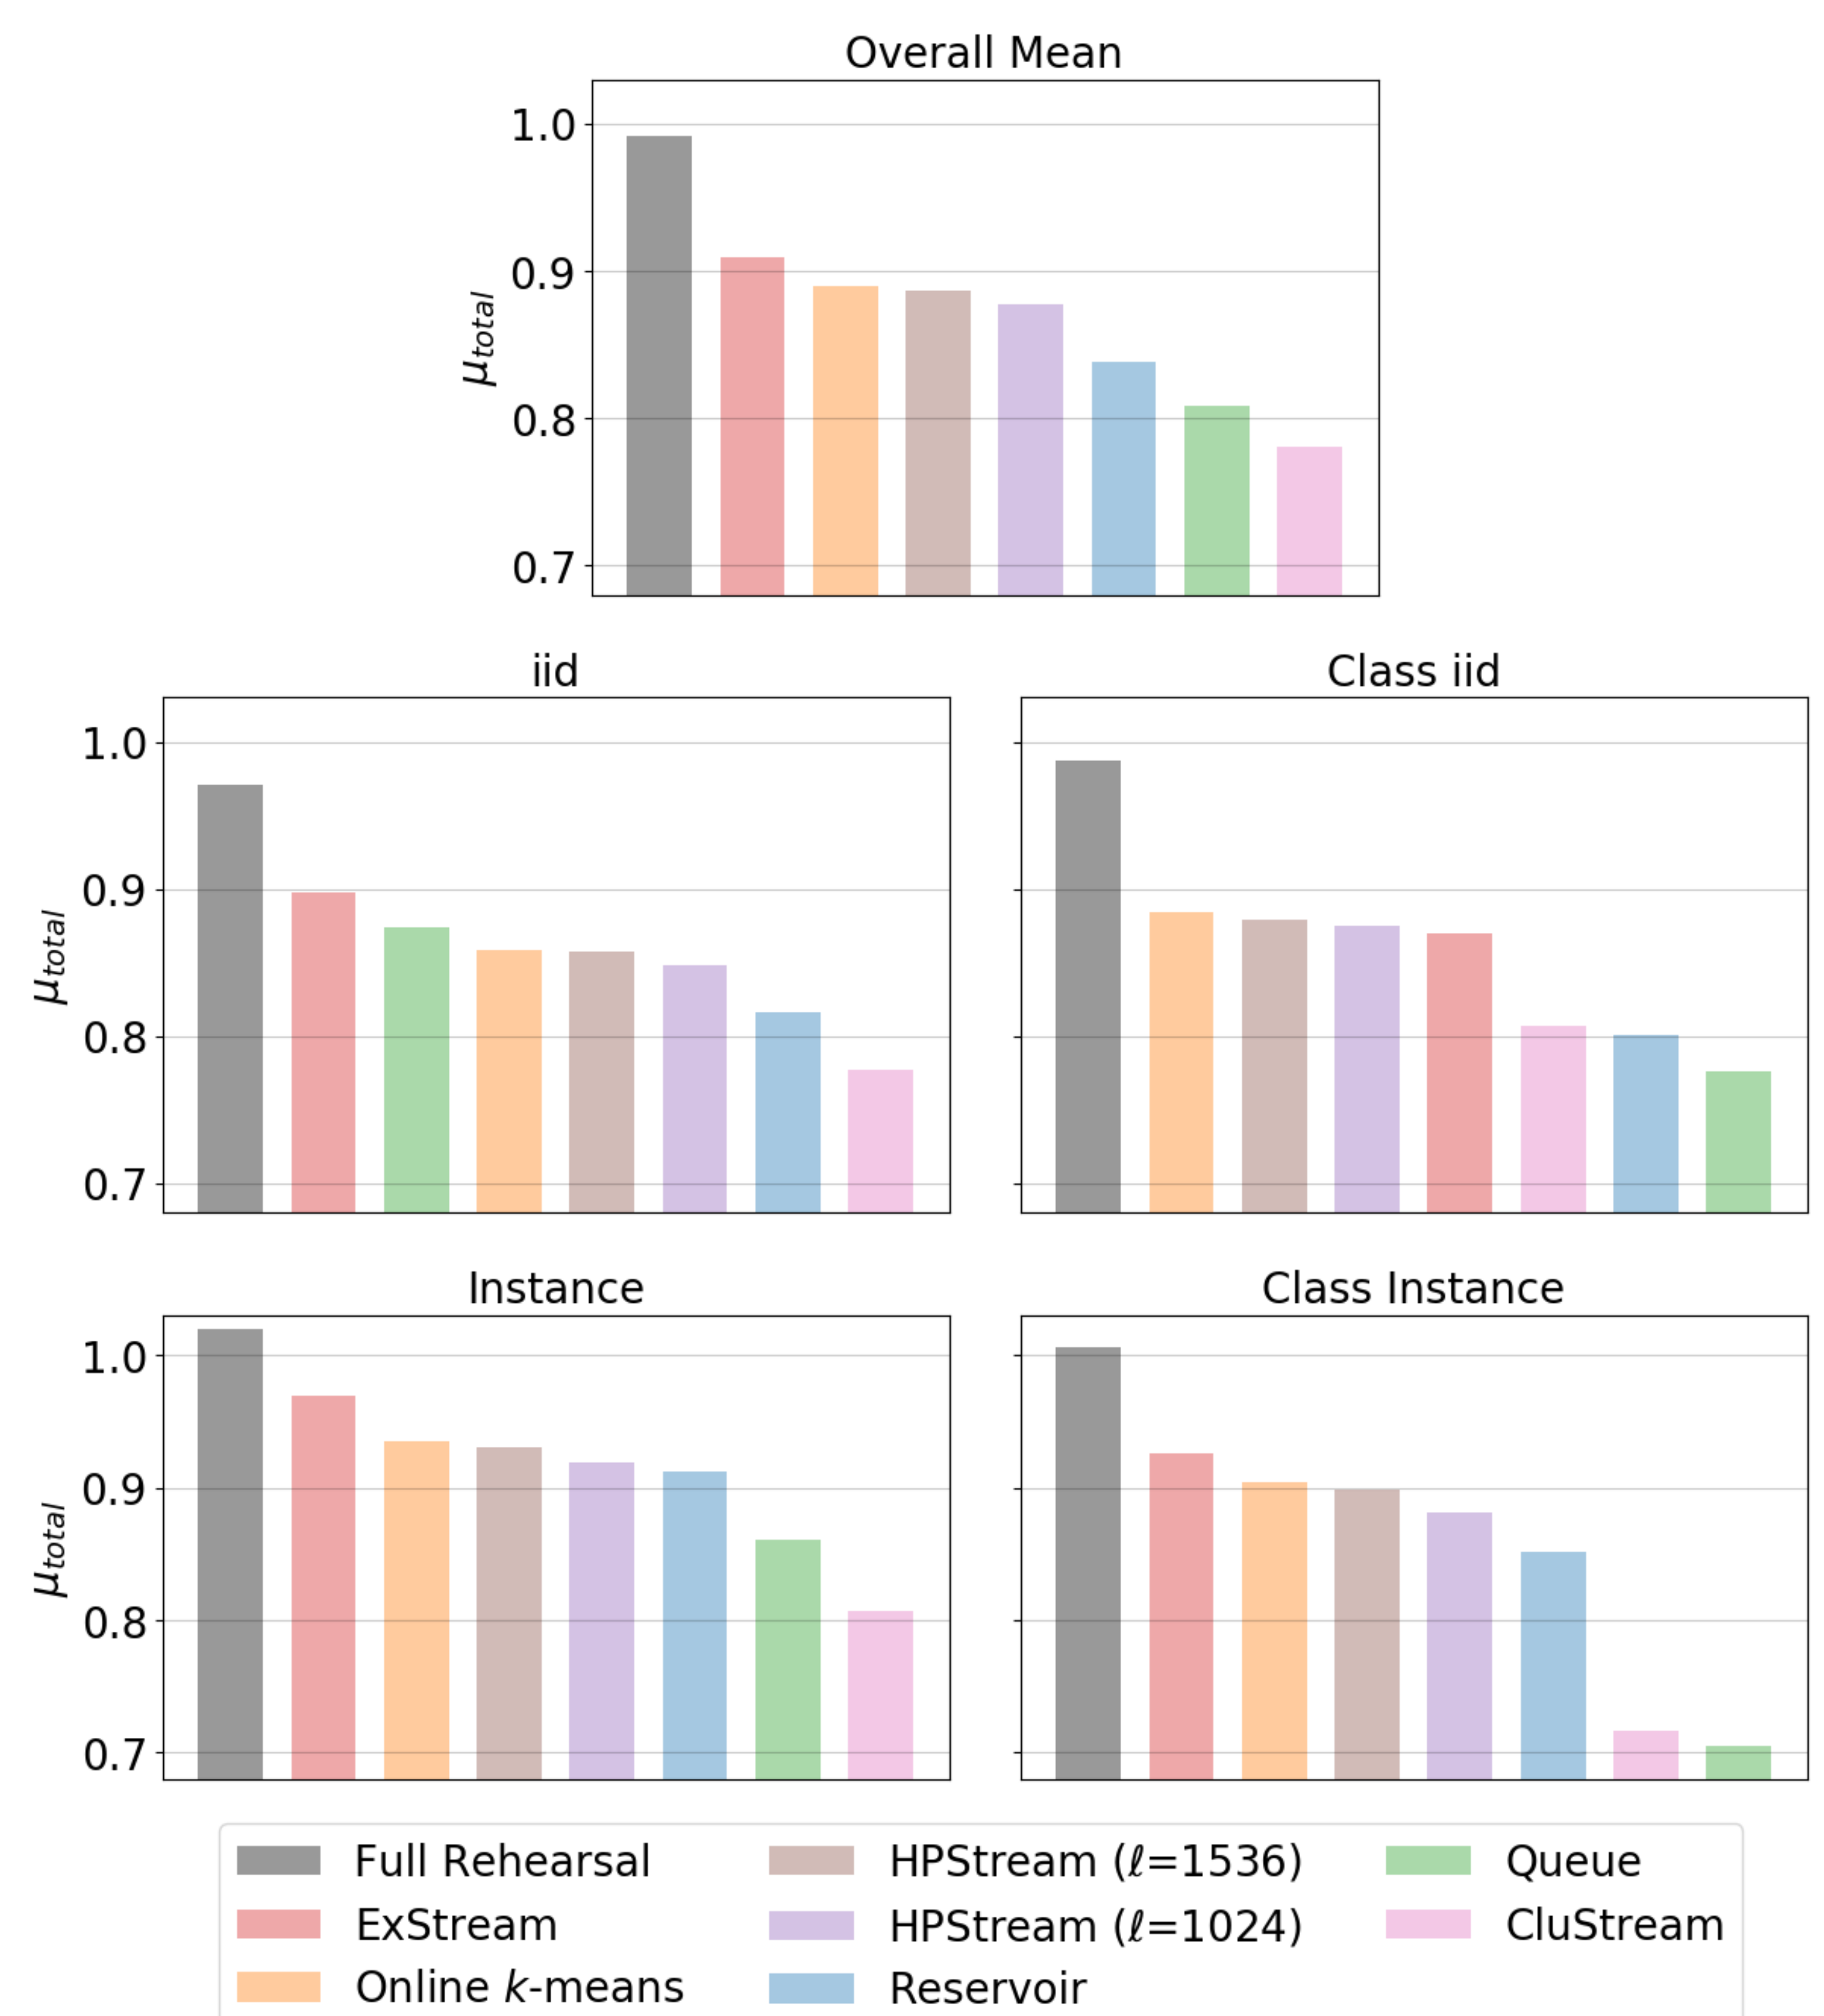 Overall Mean
1.0
0.9
0.8
0.7
μtotal
iid
Class iid
1.0
0.9
0.8
0.7
μtotal
Instance
Class Instance
1.0
0.9
0.8
0.7
μtotal
Full Rehearsal
HPStream (ℓ=1536)
Queue
ExStream
HPStream (ℓ=1024)
CluStream
Online k-means
Reservoir